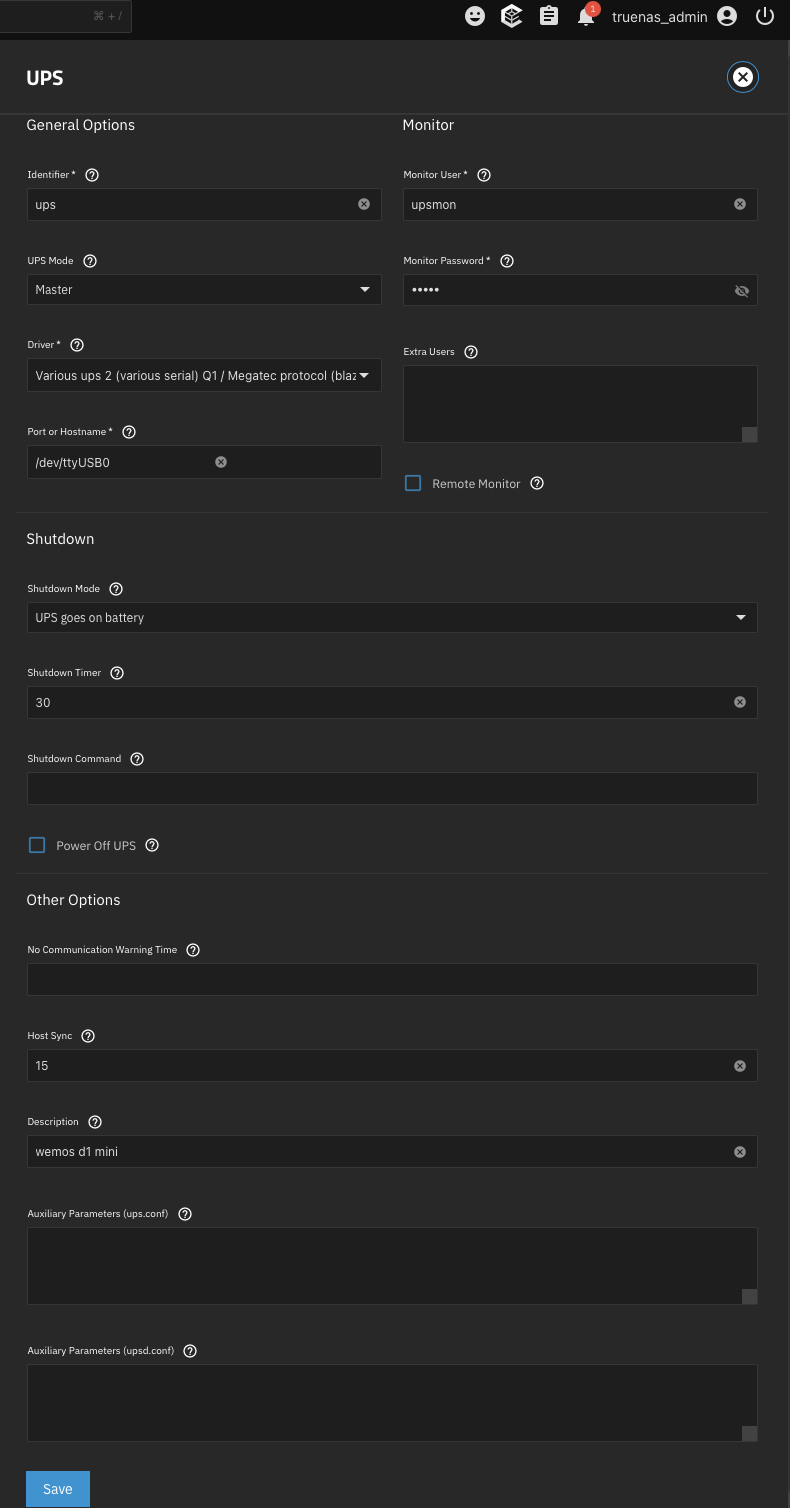 ⌘ + /
1
truenas_admin
UPS
General Options
Identifier *
ups
UPS Mode
Master
Driver *
Various ups 2 (various serial) Q1 / Megatec protocol (blaz
Port or Hostname *
/dev/ttyUSB0
Monitor
Monitor User *
upsmon
Monitor Password *
•••••
Extra Users
Remote Monitor
Shutdown
Shutdown Mode
UPS goes on battery
Shutdown Timer
30
Shutdown Command
Power Off UPS
Other Options
No Communication Warning Time
Host Sync
15
Description
wemos d1 mini
Auxiliary Parameters (ups.conf)
Auxiliary Parameters (upsd.conf)
Save